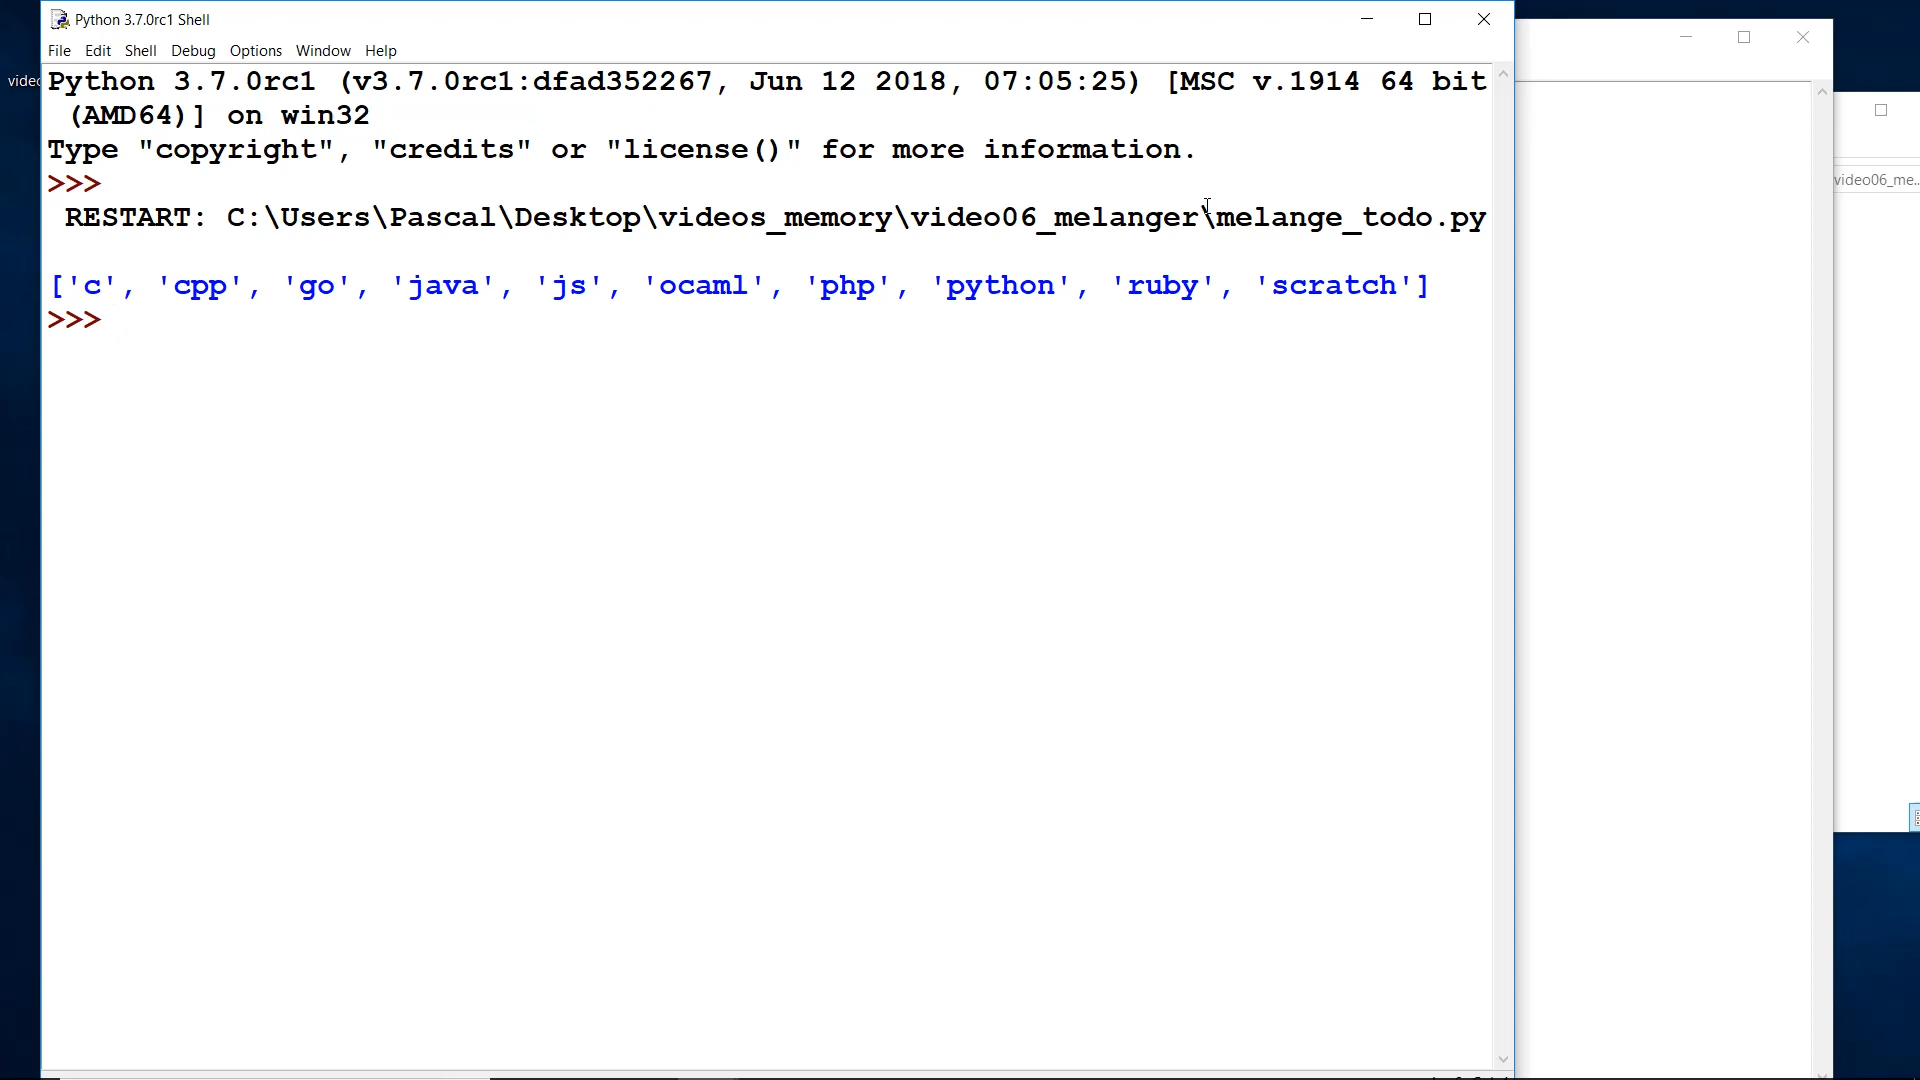 Python 3.7.0rc1 Shell
File Edit Shell Debug Options Window Help
Python 3.7.0rc1 (v3.7.0rc1:dfad352267, Jun 12 2018, 07:05:25) [MSC v.1914 64 bit
(AMD64)] on win32
Type "copyright", "credits" or "license()" for more information.
>>>
RESTART: C:\Users\Pascal\Desktop\videos_memory\video06_melanger\melange_todo.py
['c', 'cpp', 'go', 'java', 'js', 'ocaml', 'php', 'python', 'ruby', 'scratch']
>>>
video
video06_me...